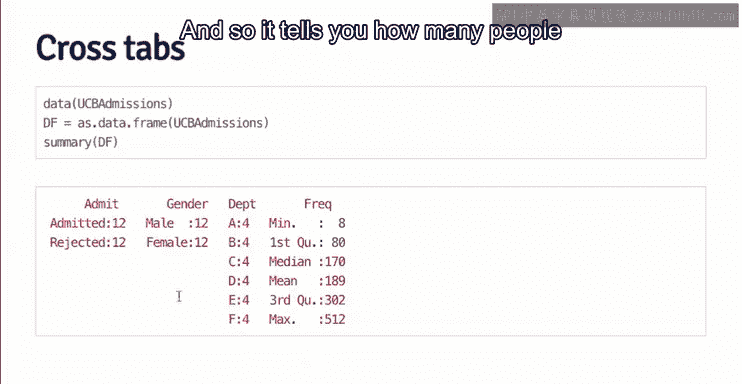 And so it tells you how many people
Cross tabs
data(UCBAdmissions)
DF = as.data.frame(UCBAdmissions)
summary(DF)
Admit Gender Dept Freq
Admitted:12 Male :12 A:4 Min. : 8
Rejected:12 Female:12 B:4 1st Qu.: 80
C:4 Median :170
D:4 Mean :189
E:4 3rd Qu.:302
F:4 Max. :512